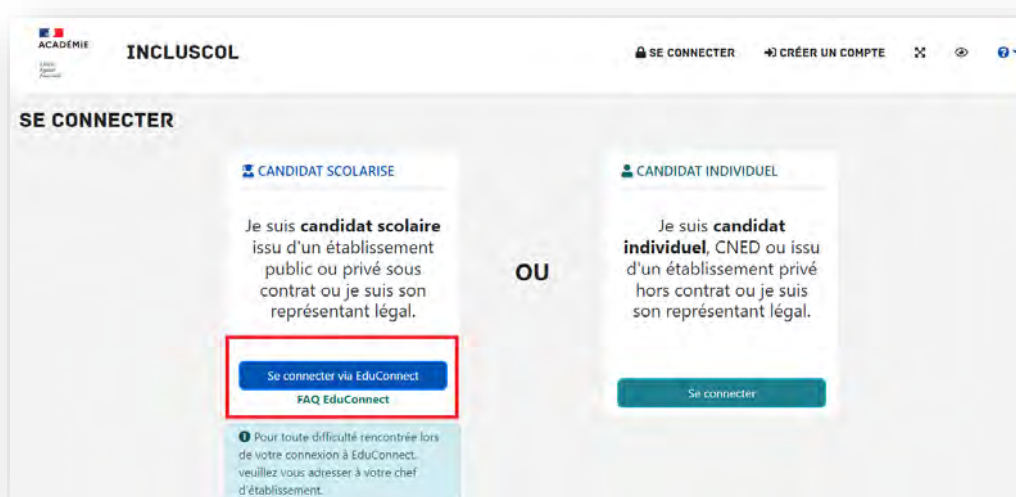 ACADÉMIE
INCLUSCOL
SE CONNECTER
CRÉER UN COMPTE
SE CONNECTER
CANDIDAT SCOLARISE
Je suis candidat scolaire
issu d'un établissement
public ou privé sous
contrat ou je suis son
représentant légal.
Se connecter via EduConnect
FAQ EduConnect
Pour toute difficulté rencontrée lors
de votre connexion à EduConnect,
veuillez vous adresser à votre chef
d'établissement.
OU
CANDIDAT INDIVIDUEL
Je suis candidat
individuel, CNED ou issu
d'un établissement privé
hors contrat ou je suis
son représentant légal.
Se connecter